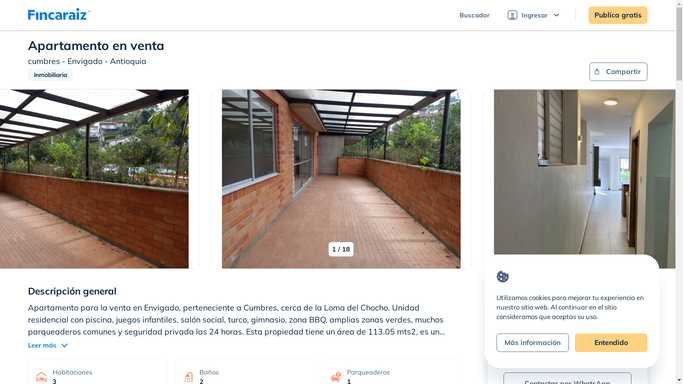 Fincaraiz
Buscador
Ingresar
Publica gratis
Apartamento en venta
cumbres - Envigado - Antioquia
Inmobiliaria
Compartir
1 / 18
Descripción general
Apartamento para la venta en Envigado, perteneciente a Cumbres, cerca de la Loma del Chocho. Unidad
residencial con piscina, juegos infantiles, salón social, turco, gimnasio, zona BBQ, amplias zonas verdes, muchos
parqueaderos comunes y seguridad privada las 24 horas. Esta propiedad tiene un área de 113.05 mts2, es un...
Leer más
Habitaciones
3
Baños
2
Parqueaderos
1
Utilizamos cookies para mejorar tu experiencia en
nuestro sitio web. Al continuar en el sitio
consideramos que aceptas su uso.
Más información
Entendido
Contactar por WhatsApp